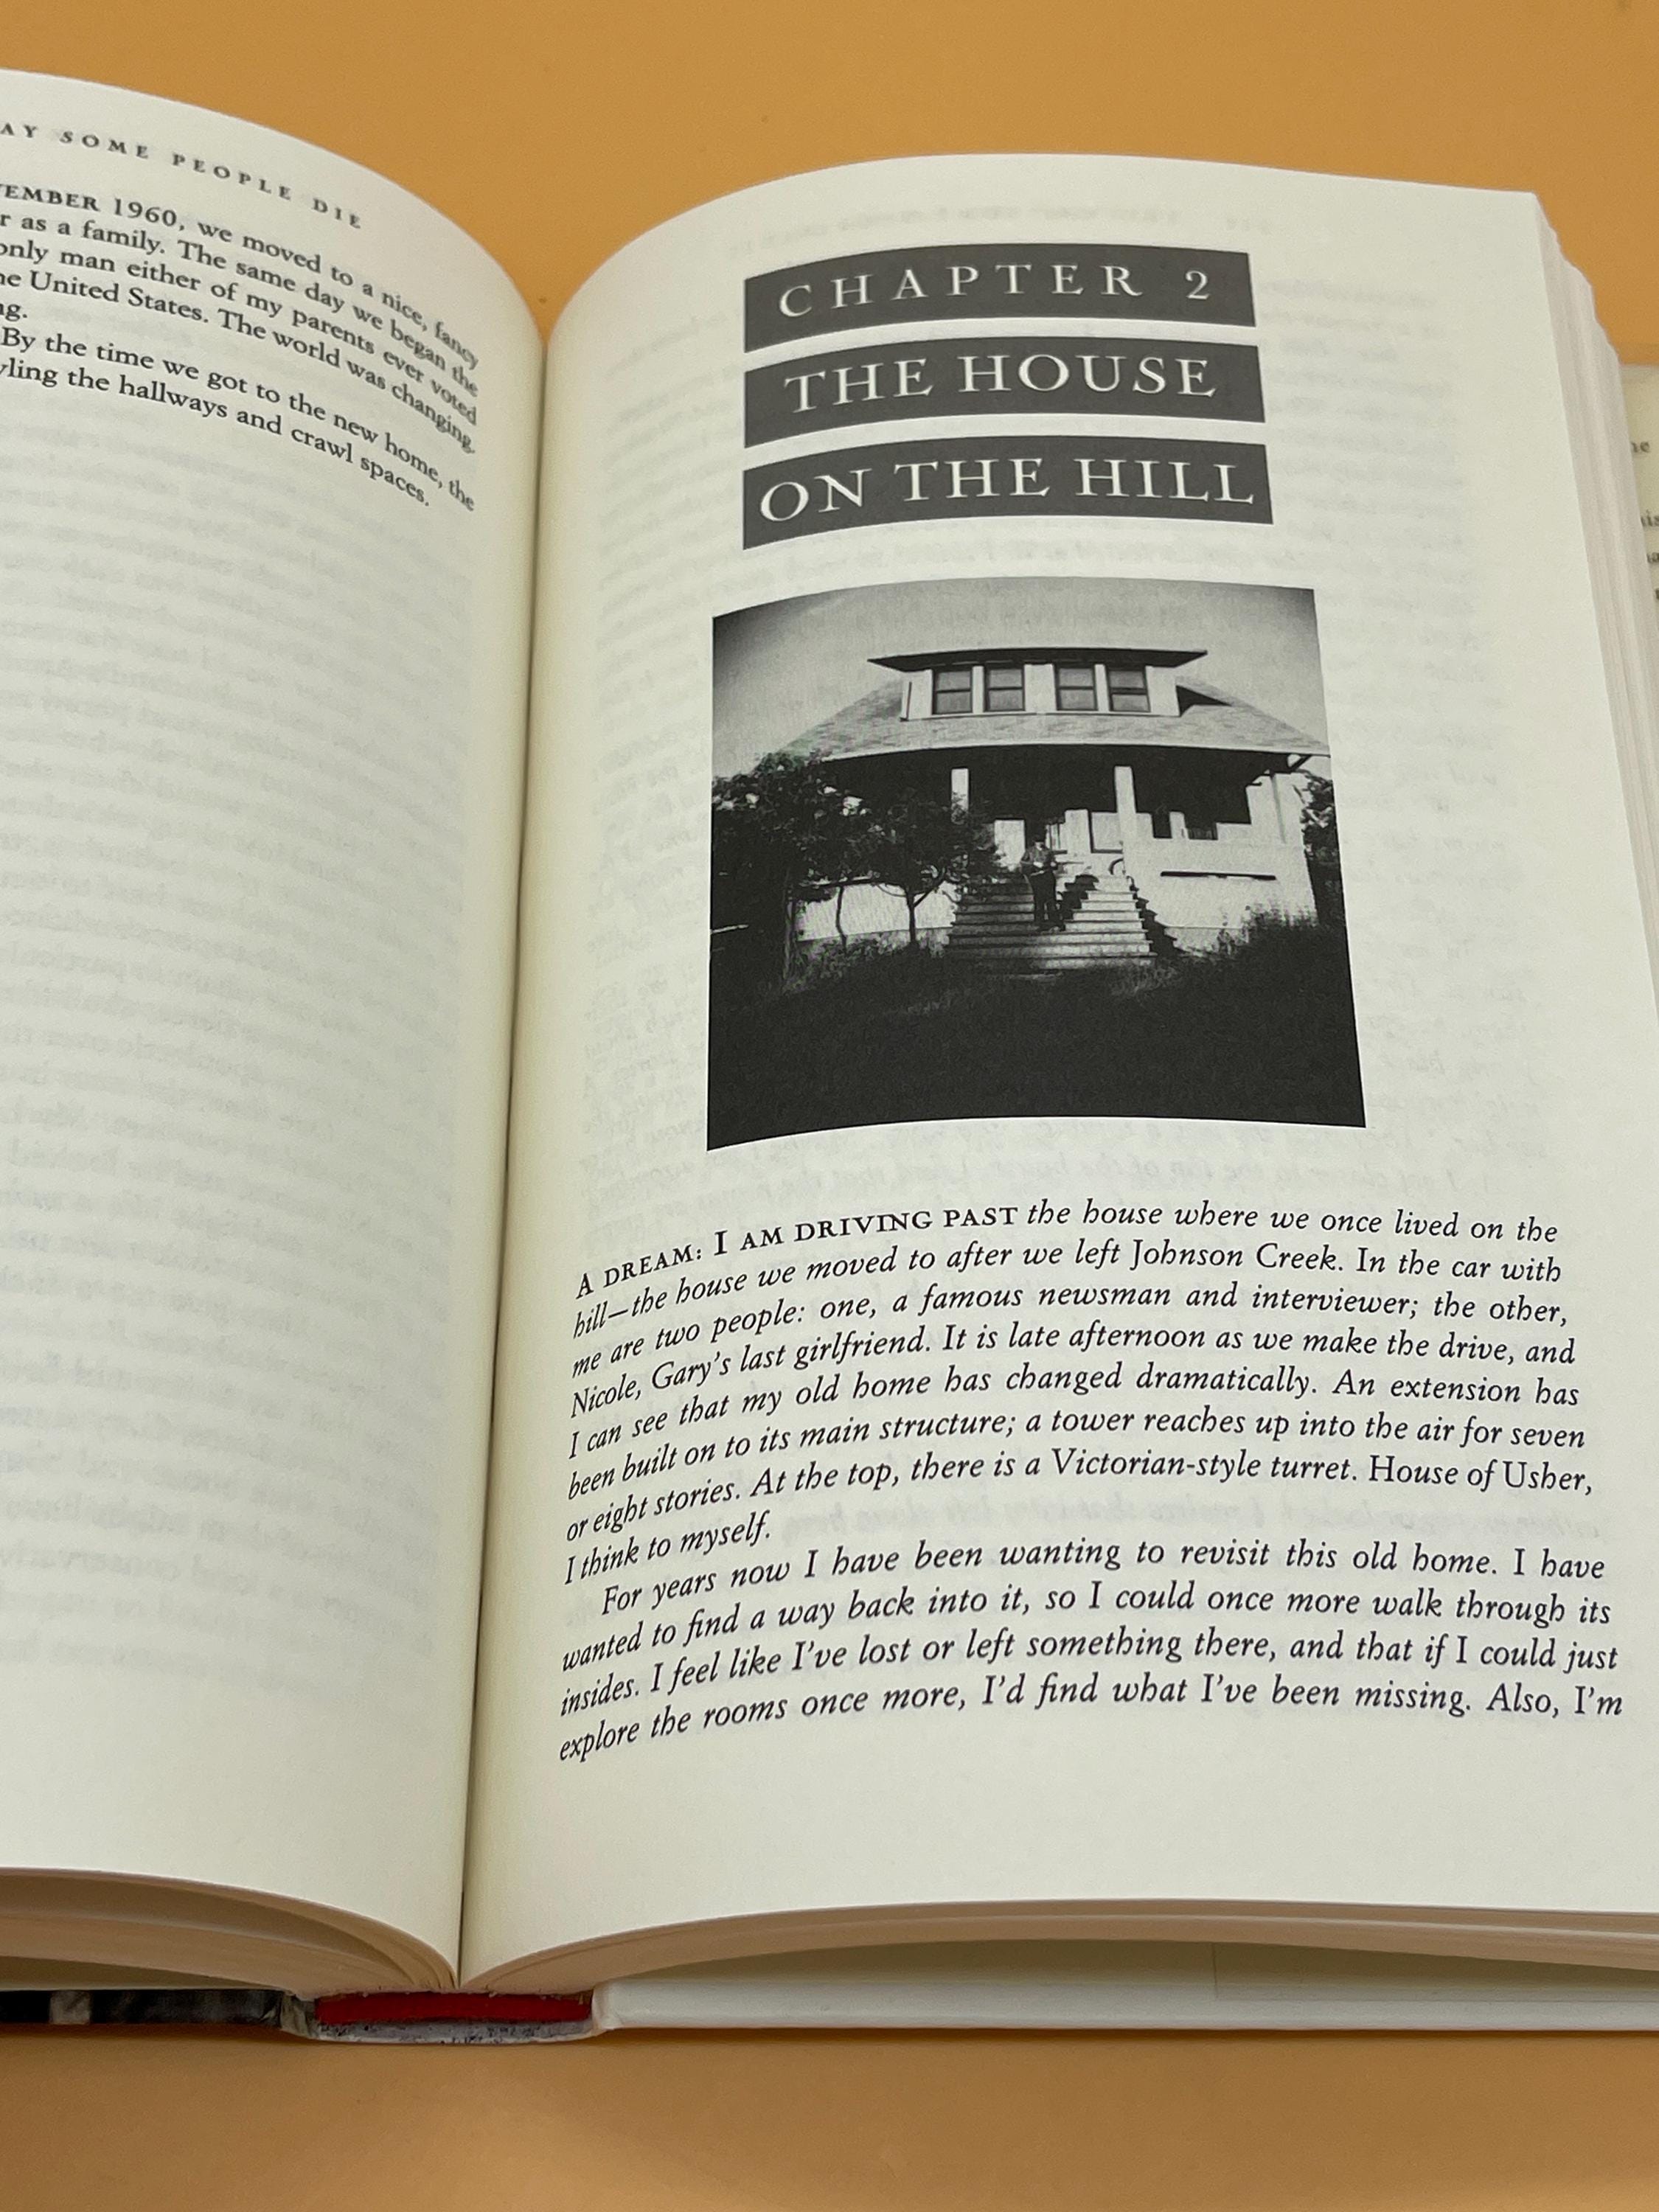 AY SOME PEOPLE DIE
EMBER 1960, we moved to a nice, fancy
r as a family. The same day we began the
only man either of my parents ever voted
he United States. The world was changing.
ng.
By the time we got to the new home, the
ling the hallways and crawl spaces.
CHAPTER 2
THE HOUSE
ON THE HILL
A DREAM: I AM DRIVING PAST the house where we once lived on the
hill—the house we moved to after we left Johnson Creek. In the car with
me are two people: one, a famous newsman and interviewer; the other,
Nicole, Gary's last girlfriend. It is late afternoon as we make the drive, and
I can see that my old home has changed dramatically. An extension has
been built on to its main structure; a tower reaches up into the air for seven
or eight stories. At the top, there is a Victorian-style turret. House of Usher,
I think to myself.
For years now I have been wanting to revisit this old home. I have
wanted to find a way back into it, so I could once more walk through its
insides. I feel like I've lost or left something there, and that if I could just
explore the rooms once more, I'd find what I've been missing. Also, I'm